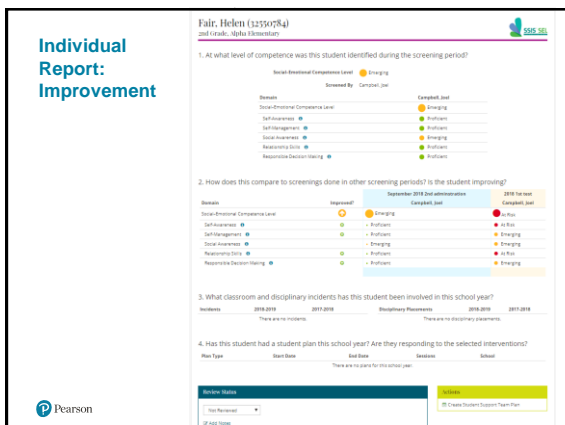 Individual
Report:
Improvement
Fair, Helen (32550784)
2nd Grade, Alpha Elementary
SSIS SEL
1. At what level of competence was this student identified during the screening period?
Social-Emotional Competence Level Emerging
Screened By Campbell, Joel
Domain Campbell, Joel
Social-Emotional Competence Level Emerging
Self-Awareness Proficient
Self-Management Proficient
Social Awareness Emerging
Relationship Skills Proficient
Responsible Decision Making Proficient
2. How does this compare to screenings done in other screening periods? Is the student improving?
September 2018 2nd administration 2018 1st test
Domain Improved? Campbell, Joel Campbell, Joel
Social-Emotional Competence Level Emerging At Risk
Self-Awareness Proficient At Risk
Self-Management Proficient Emerging
Social Awareness Emerging Emerging
Relationship Skills Proficient At Risk
Responsible Decision Making Proficient Emerging
3. What classroom and disciplinary incidents has this student been involved in this school year?
Incidents 2018-2019 2017-2018 Disciplinary Placements 2018-2019 2017-2018
There are no incidents. There are no disciplinary placements.
4. Has this student had a student plan this school year? Are they responding to the selected interventions?
Plan Type Start Date End Date Sessions School
There are no plans for this school year.
Review Status Actions
Not Reviewed Create Student Support Team Plan
Add Notes
Pearson